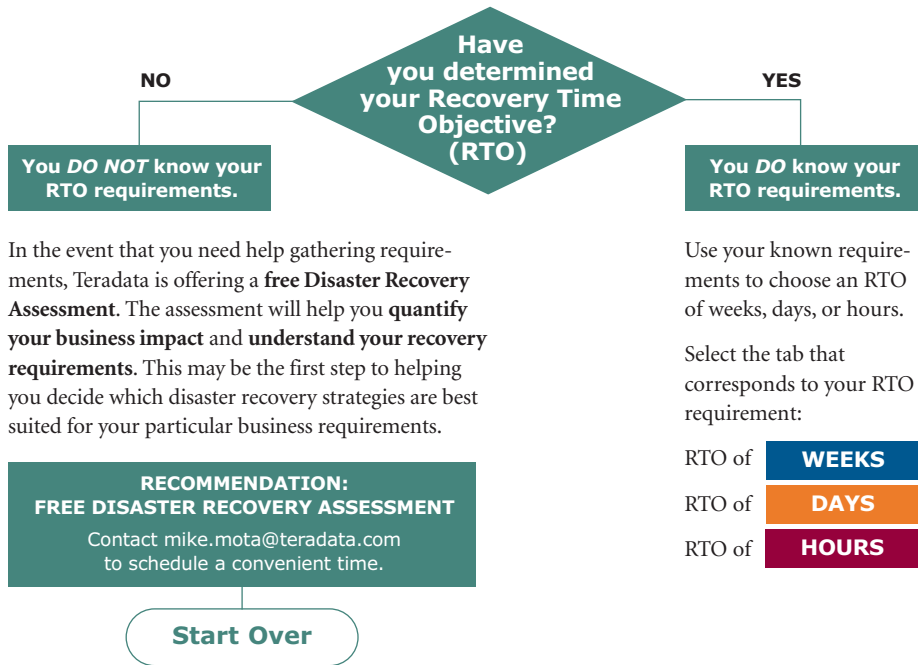 Have
you determined
your Recovery Time
Objective?
(RTO)
NO
You DO NOT know your
RTO requirements.
In the event that you need help gathering require-
ments, Teradata is offering a free Disaster Recovery
Assessment. The assessment will help you quantify
your business impact and understand your recovery
requirements. This may be the first step to helping
you decide which disaster recovery strategies are best
suited for your particular business requirements.
RECOMMENDATION:
FREE DISASTER RECOVERY ASSESSMENT
Contact mike.mota@teradata.com
to schedule a convenient time.
Start Over
YES
You DO know your
RTO requirements.
Use your known require-
ments to choose an RTO
of weeks, days, or hours.
Select the tab that
corresponds to your RTO
requirement:
RTO of WEEKS
RTO of DAYS
RTO of HOURS